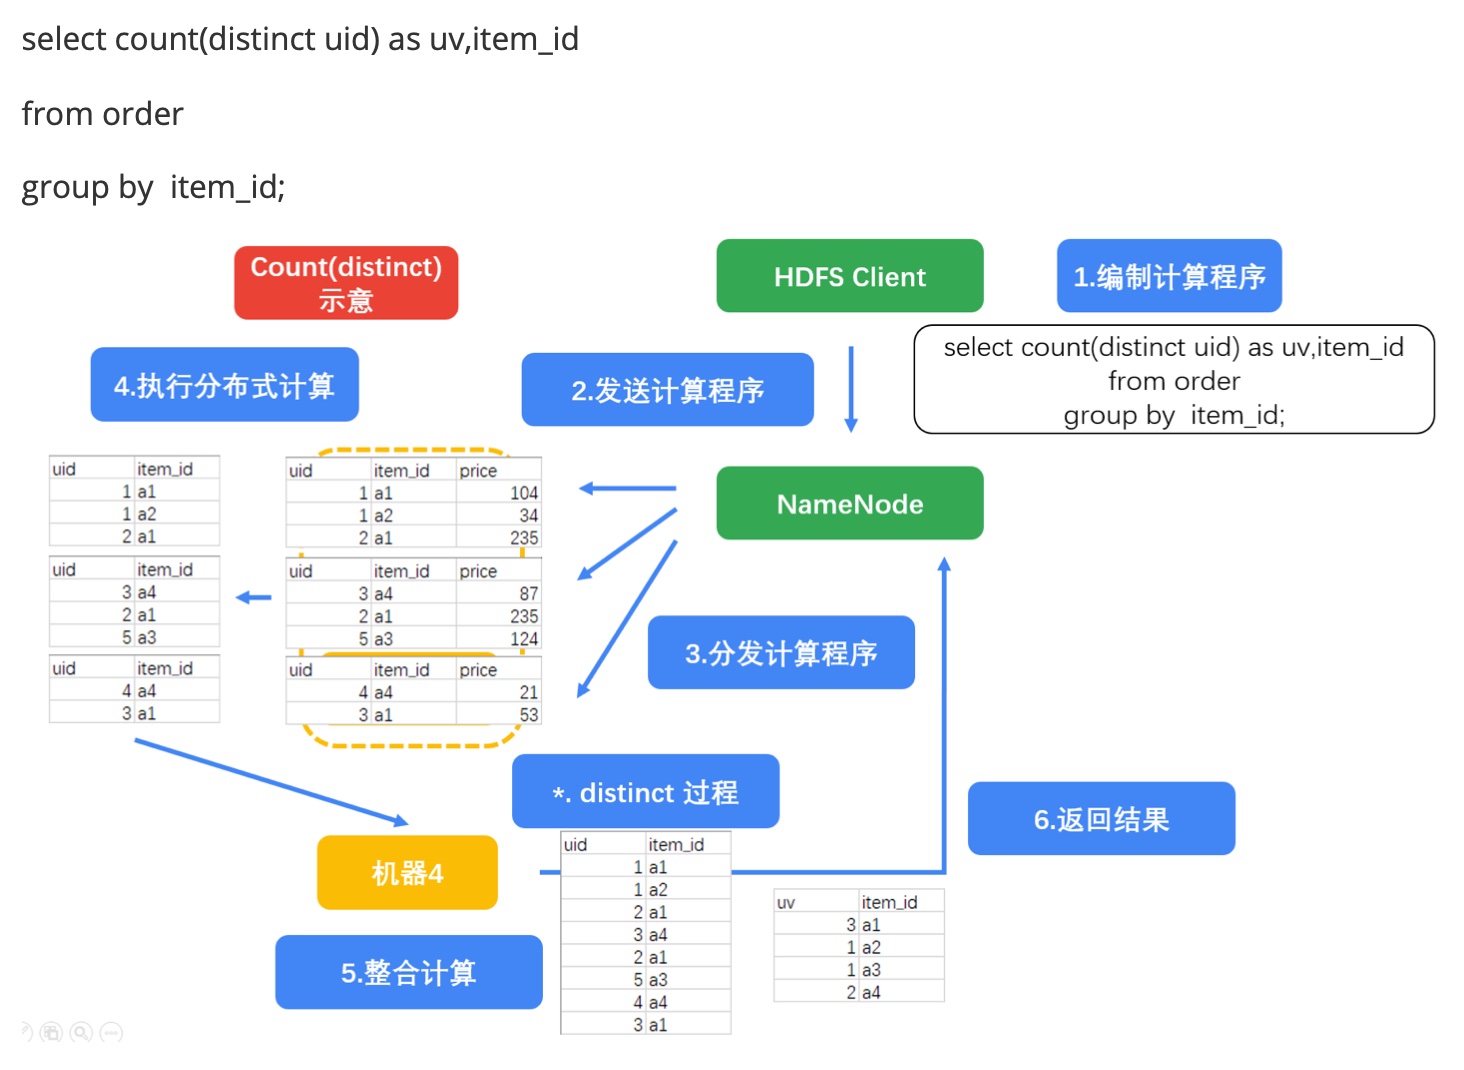 select count(distinct uid) as uv,item_id
from order
group by  item_id;
Count(distinct)
示意
HDFS Client
1.编制计算程序
select count(distinct uid) as uv,item_id
from order
group by  item_id;
4.执行分布式计算
2.发送计算程序
NameNode
uid item_id
1 a1
1 a2
2 a1
uid item_id
3 a4
2 a1
5 a3
uid item_id
4 a4
3 a1
uid item_id price
1 a1 104
1 a2 34
2 a1 235
uid item_id price
3 a4 87
2 a1 235
5 a3 124
uid item_id price
4 a4 21
3 a1 53
3.分发计算程序
*. distinct 过程
机器4
5.整合计算
uid item_id
1 a1
1 a2
2 a1
3 a4
2 a1
5 a3
4 a4
3 a1
6.返回结果
uv item_id
3 a1
1 a2
1 a3
2 a4